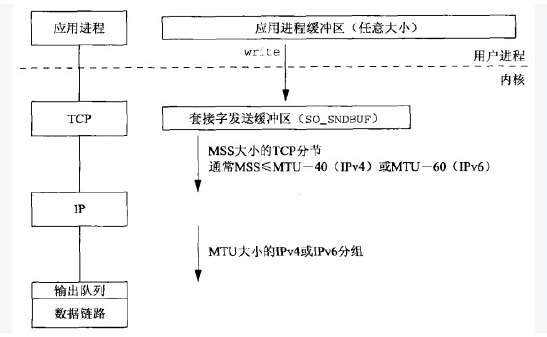 应用进程
应用进程缓冲区（任意大小）
write
用户进程
内核
TCP
套接字发送缓冲区（SO_SNDBUF）
MSS大小的TCP分节
通常MSS≤MTU－40（IPv4）或MTU－60（IPv6）
IP
MTU大小的IPv4或IPv6分组
输出队列
数据链路